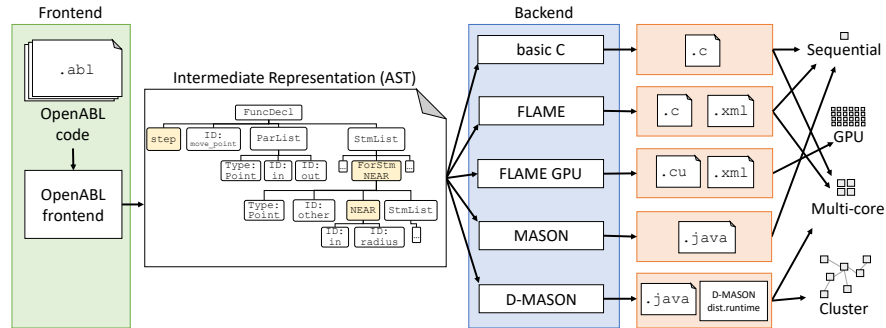 Frontend
Backend
.abl
OpenABL
code
OpenABL
frontend
Intermediate Representation (AST)
FuncDecl
step
ID:
move_point
ParList
StmList
Type:
Point
ID:
in
ID:
out
...
ForStm
NEAR
...
Type:
Point
ID:
other
NEAR
StmList
ID:
in
ID:
radius
...
basic C
FLAME
FLAME GPU
MASON
D-MASON
.c
.c
.xml
.cu
.xml
.java
.java
D-MASON
dist.runtime
Sequential
GPU
Multi-core
Cluster